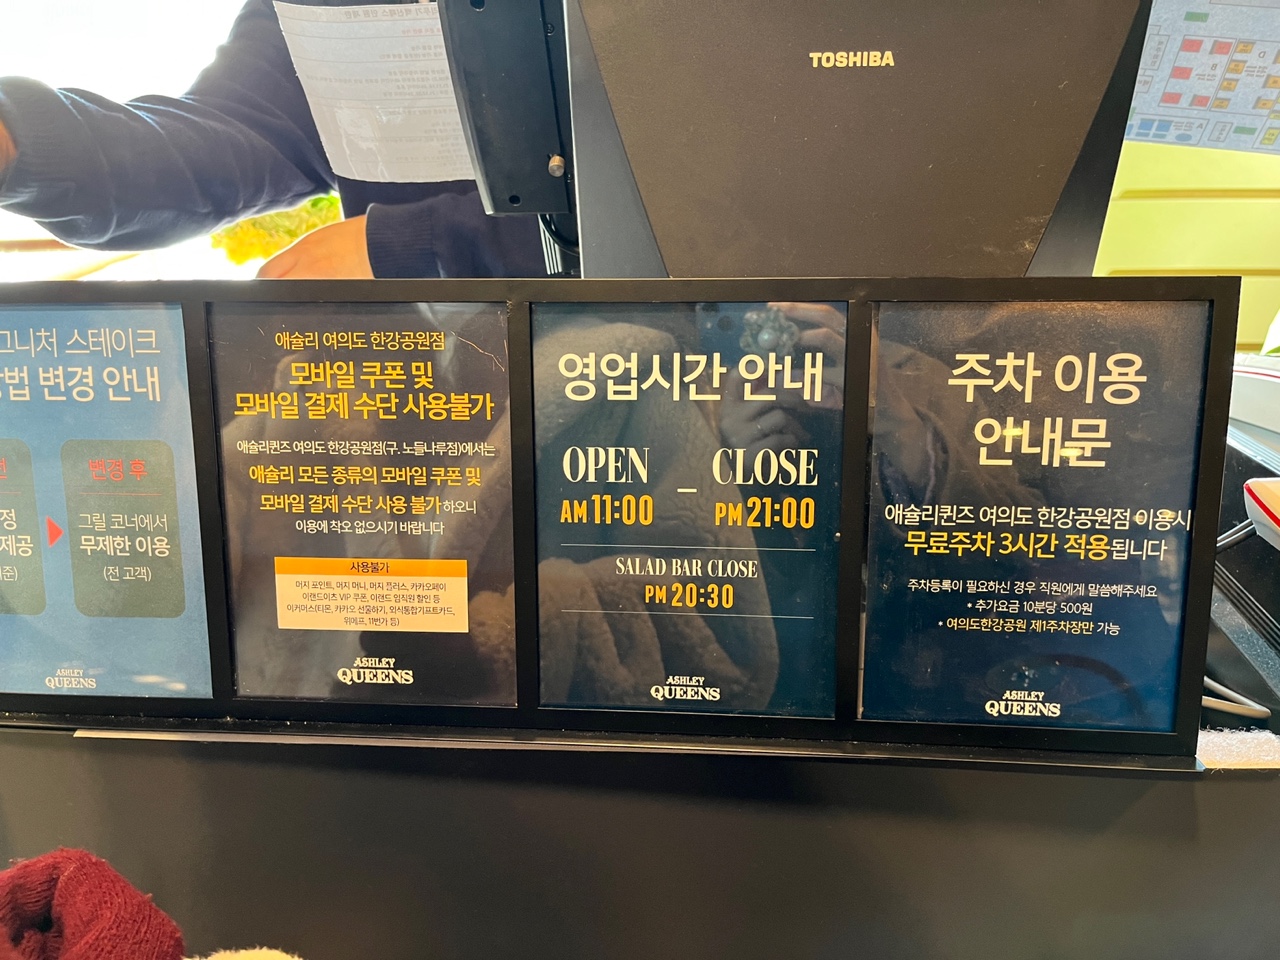 TOSHIBA
그니처 스테이크
변경 안내
변경 후
그릴 코너에서
무제한 이용
(전 고객)
제공
ASHLEY
QUEENS
애슐리 여의도 한강공원점
모바일 쿠폰 및
모바일 결제 수단 사용불가
애슐리퀸즈 여의도 한강공원점(구. 노들나루점)에서는
애슐리 모든 종류의 모바일 쿠폰 및
모바일 결제 수단 사용 불가하오니
이용에 착오 없으시기 바랍니다
사용불가
머지 포인트, 머지 머니, 머지 플러스, 카카오페이
이랜드이츠 VIP 쿠폰, 이랜드 임직원 할인 등
이커머스(티몬, 카카오 선물하기, 외식통합기프트카드,
위메프, 11번가 등)
ASHLEY
QUEENS
영업시간 안내
OPEN – CLOSE
AM 11:00 PM 21:00
SALAD BAR CLOSE
PM 20:30
ASHLEY
QUEENS
주차 이용
안내문
애슐리퀸즈 여의도 한강공원점 이용시
무료주차 3시간 적용됩니다
주차등록이 필요하신 경우 직원에게 말씀해주세요
* 추가요금 10분당 500원
* 여의도한강공원 제1주차장만 가능
ASHLEY
QUEENS